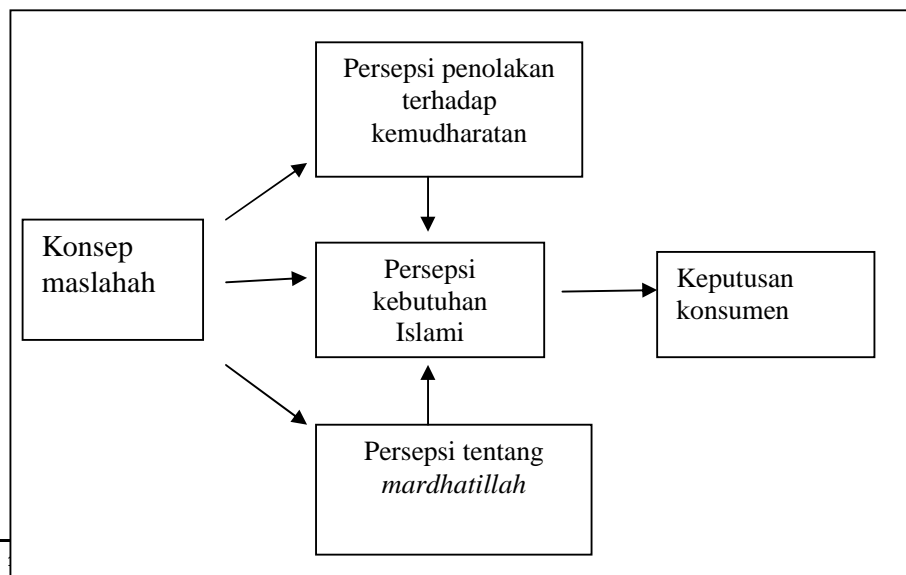 Persepsi penolakan
terhadap
kemudharatan
Konsep
maslahah
Persepsi
kebutuhan
Islami
Keputusan
konsumen
Persepsi tentang
mardhatillah